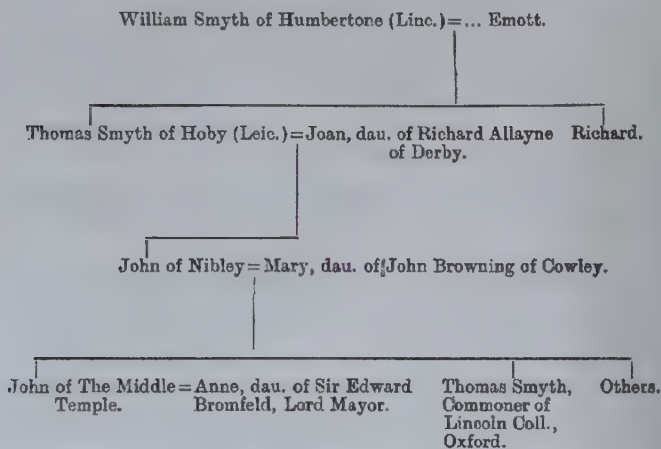 William Smyth of Humbertone (Linc.)=... Emott.
Thomas Smyth of Hoby (Leic.)=Joan, dau. of Richard Allayne Richard.
of Derby.
John of Nibley=Mary, dau. of John Browning of Cowley.
John of The Middle=Anne, dau. of Sir Edward Thomas Smyth, Others.
Temple. Bromfeld, Lord Mayor. Commoner of
Lincoln Coll.,
Oxford.